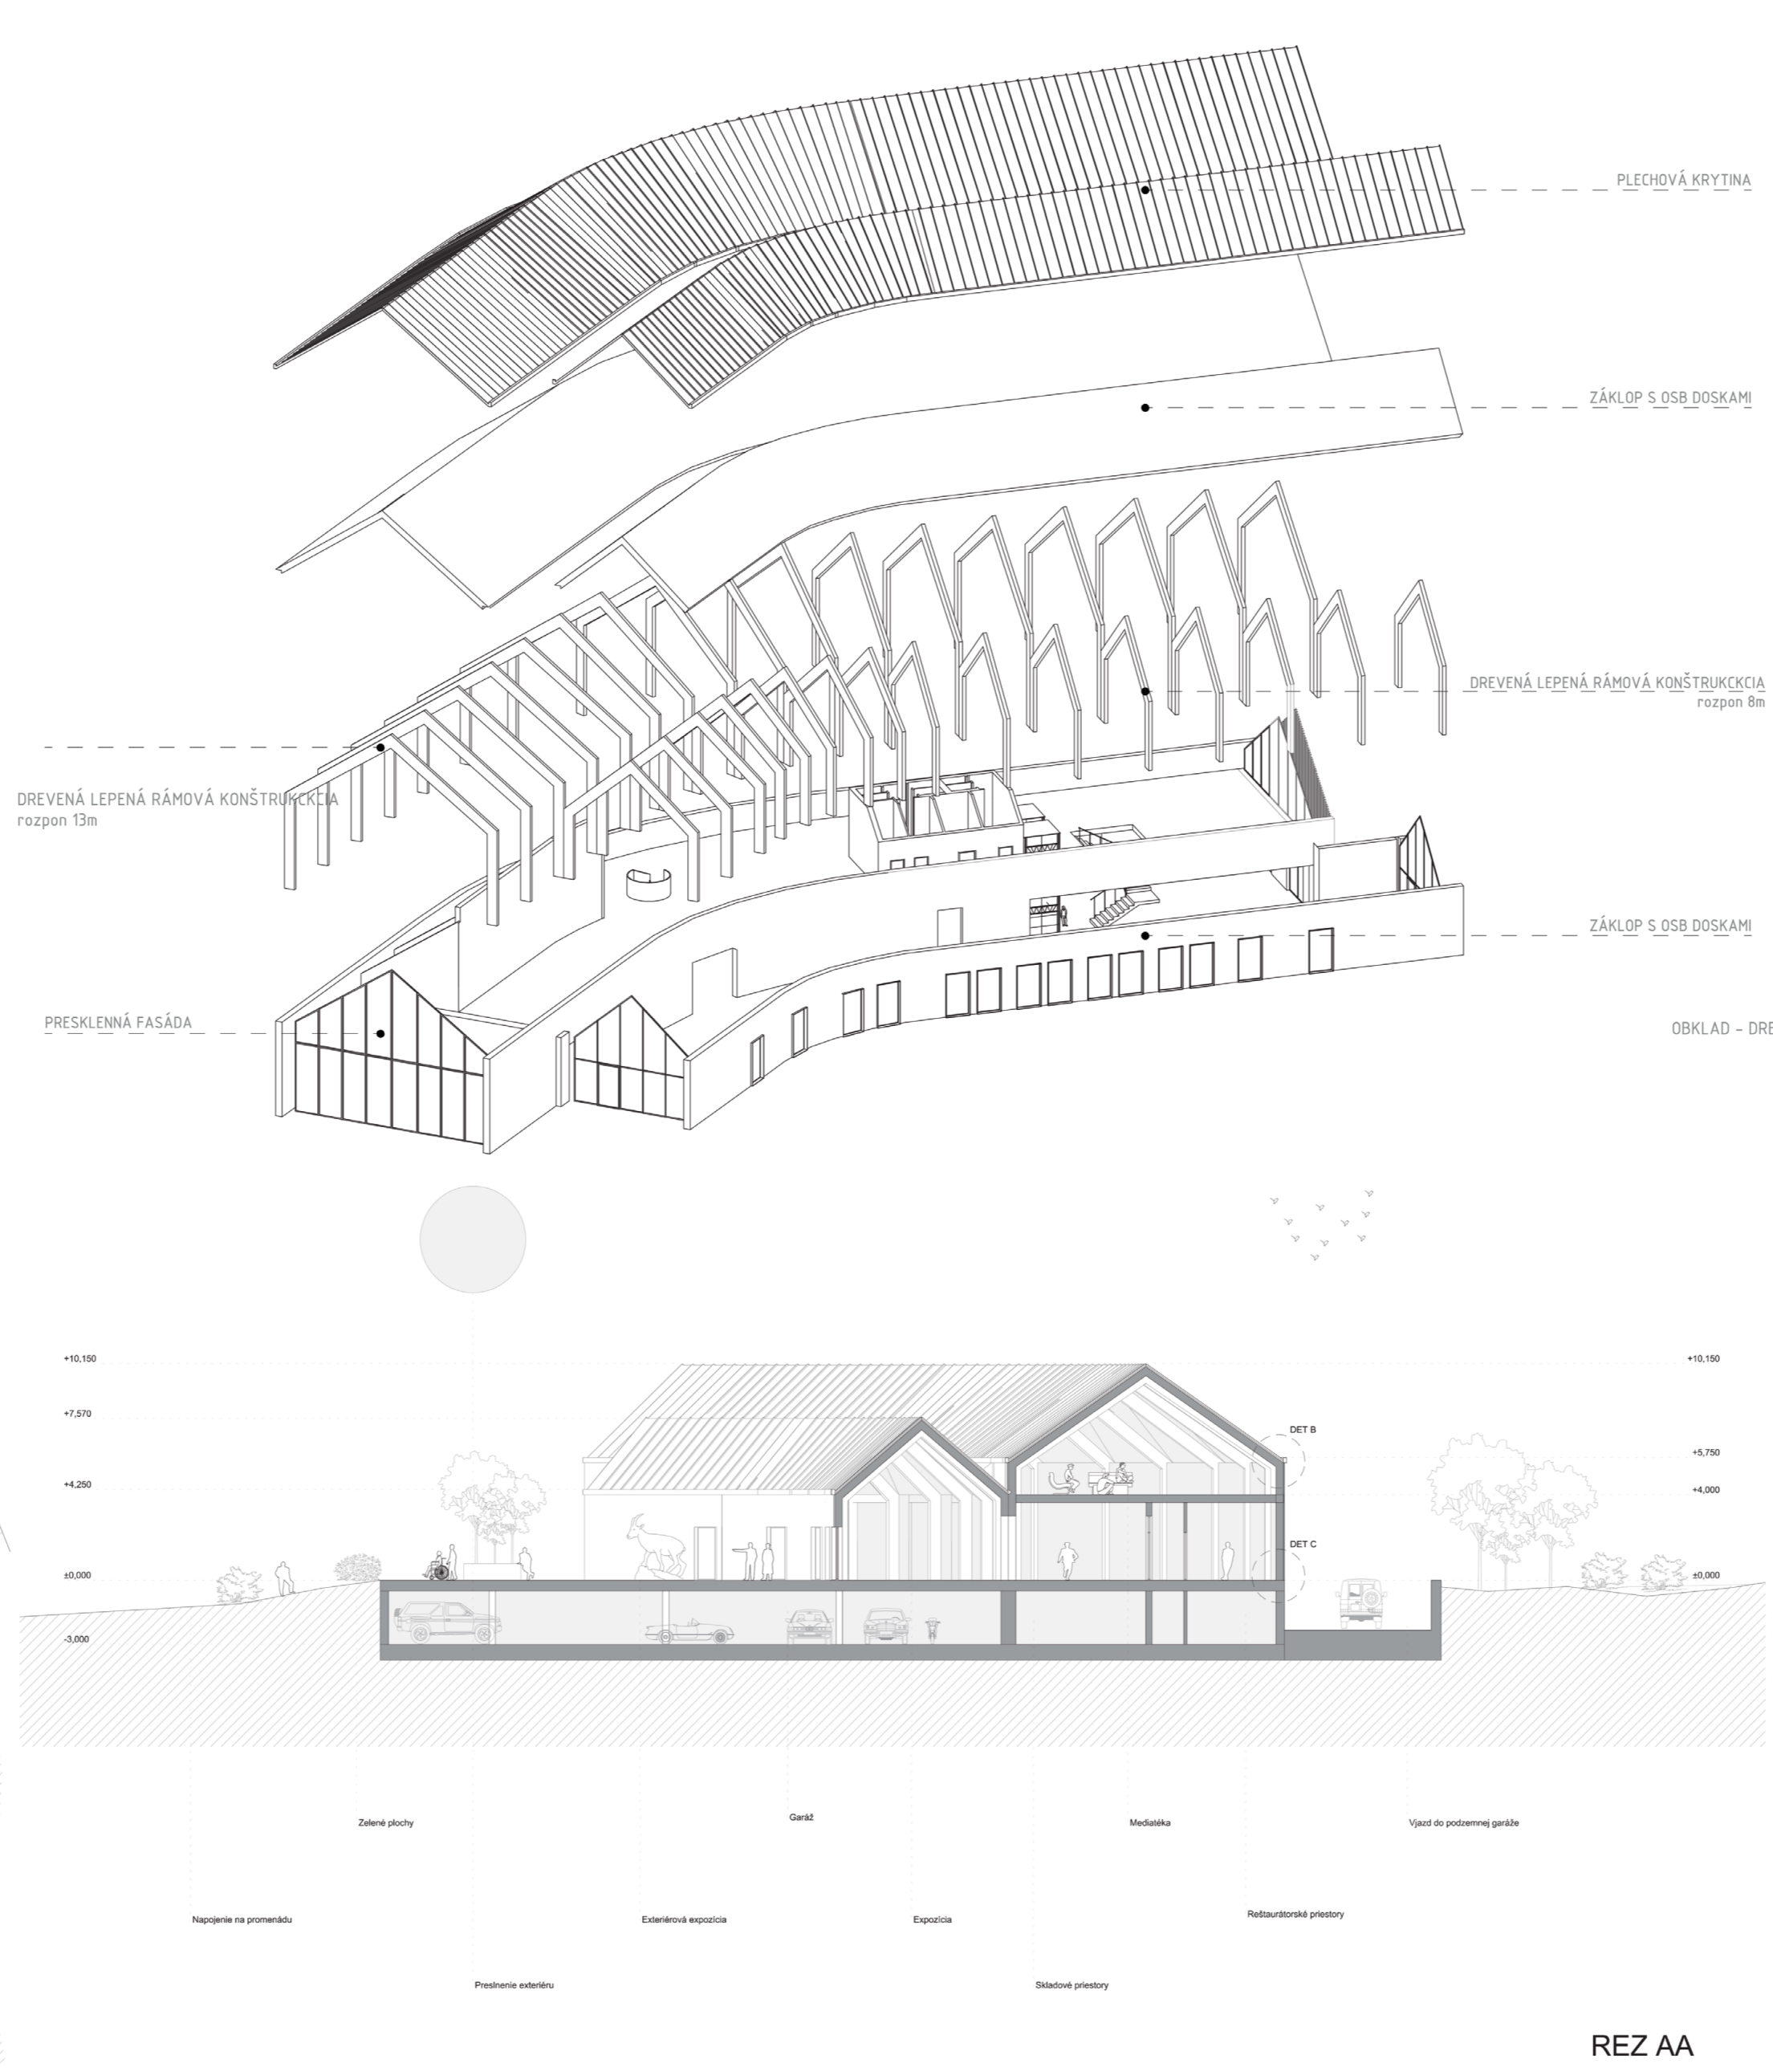 PLECHOVÁ KRYTINA
ZÁKLOP S OSB DOSKAMI
DREVENÁ LEPENÁ RÁMOVÁ KONŠTRUKCKCIA
rozpon 8m
DREVENÁ LEPENÁ RÁMOVÁ KONŠTRUKCKCIA
rozpon 13m
ZÁKLOP S OSB DOSKAMI
PRESKLENNÁ FASÁDA
OBKLAD - DRE
+10,150
+10,150
+7,570
DET B
+5,750
+4,250
+4,000
DET C
±0,000
±0,000
-3,000
Garáž
Zelené plochy
Mediatéka
Vjazd do podzemnej garáže
Napojenie na promenádu
Exteriérová expozícia
Expozícia
Reštaurátorské priestory
Preslnenie exteriéru
Skladové priestory
REZ AA